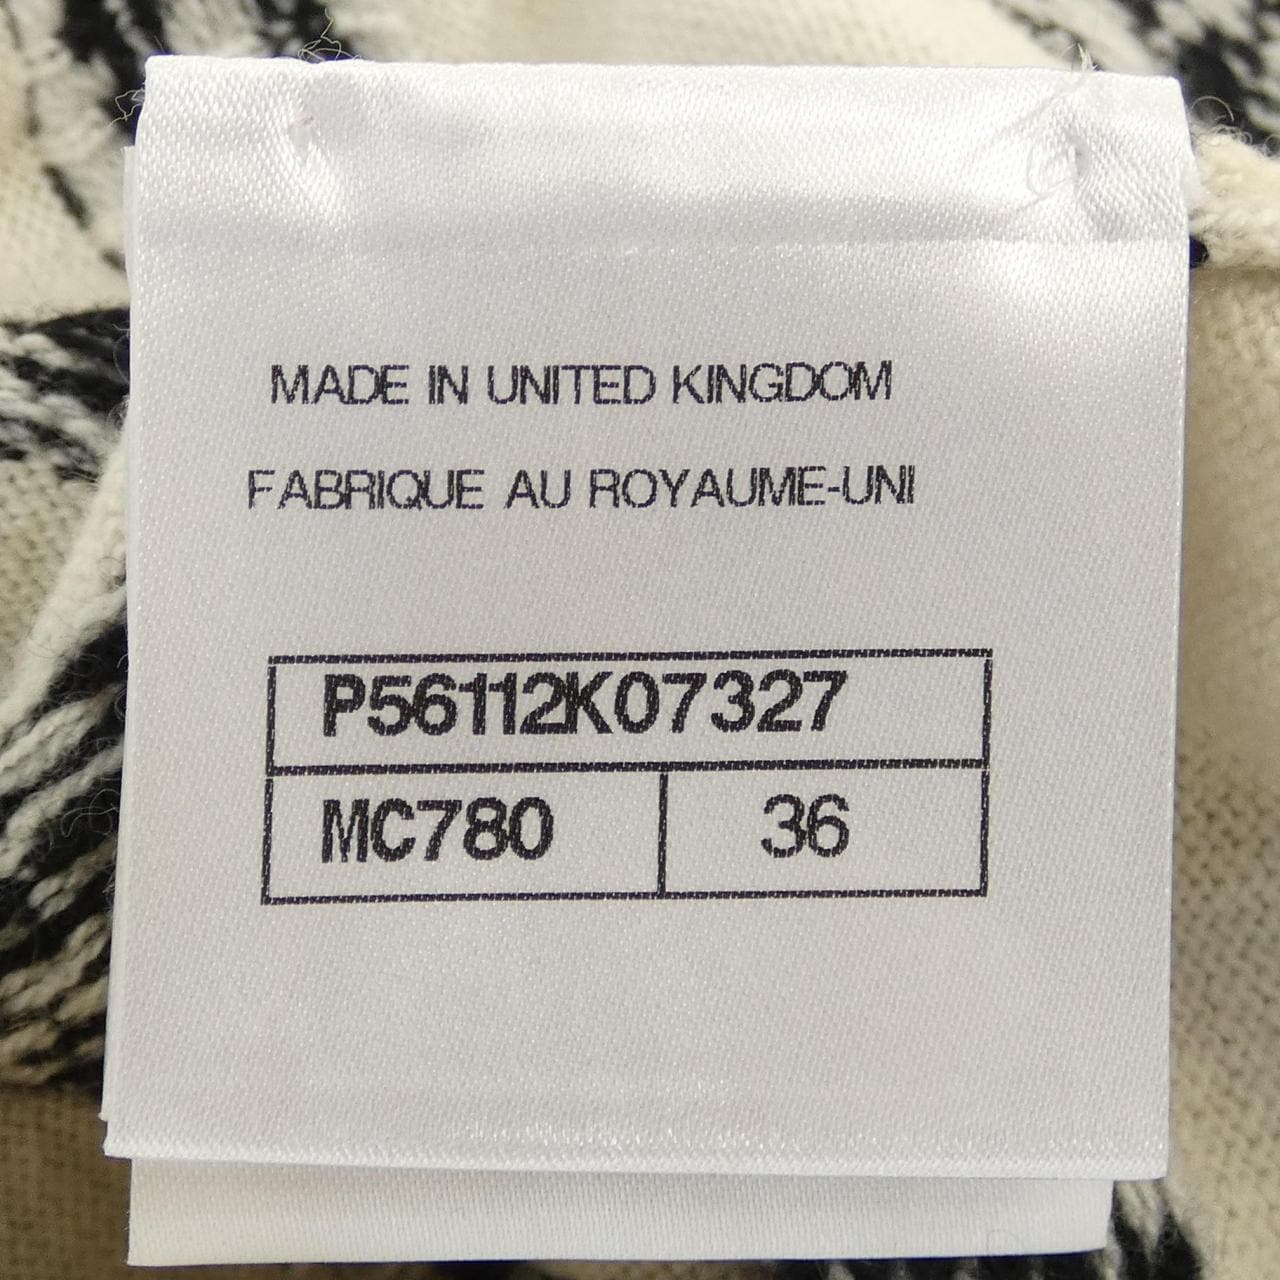 MADE IN UNITED KINGDOM
FABRIQUE AU ROYAUME-UNI
P56112K07327
MC780 36